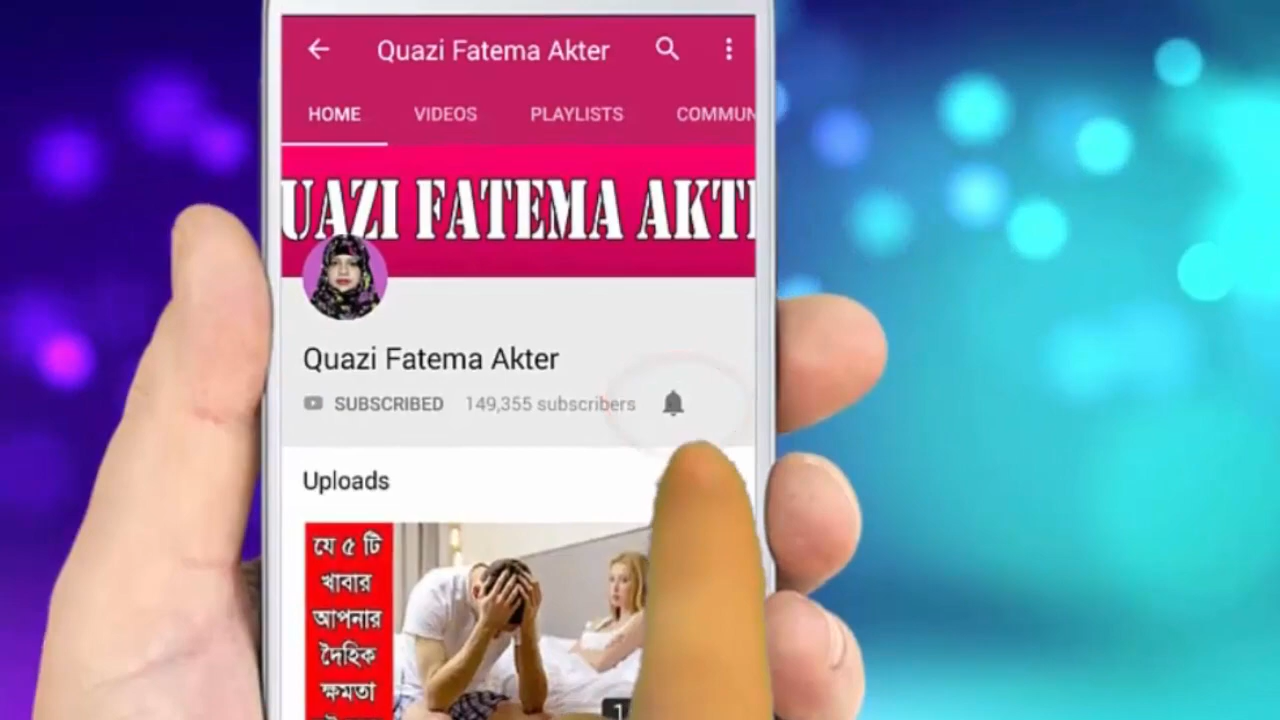 Quazi Fatema Akter
HOME VIDEOS PLAYLISTS COMMUN
UAZI FATEMA AKT
Quazi Fatema Akter
SUBSCRIBED 149,355 subscribers
Uploads
যে ৫ টি
খাবার
আপনার
দৈহিক
ক্ষমতা
1